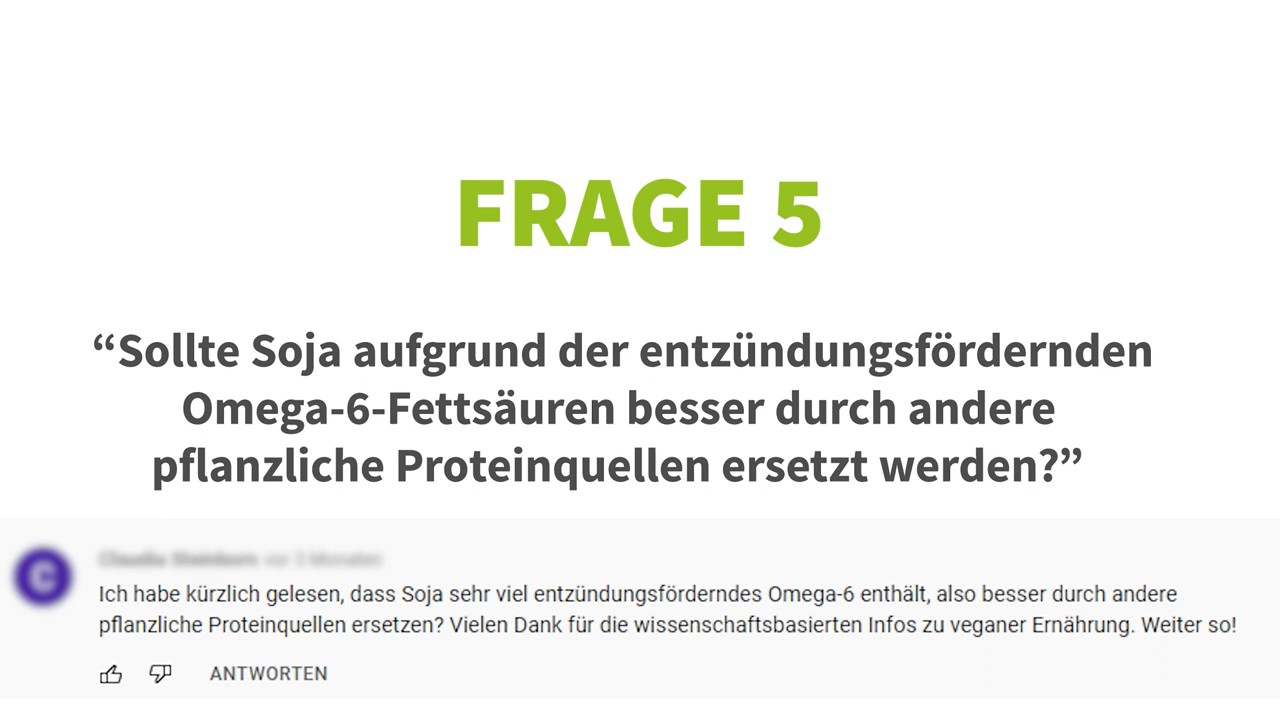 FRAGE 5
“Sollte Soja aufgrund der entzündungsfördernden
Omega-6-Fettsäuren besser durch andere
pflanzliche Proteinquellen ersetzt werden?”
Ich habe kürzlich gelesen, dass Soja sehr viel entzündungsförderndes Omega-6 enthält, also besser durch andere
pflanzliche Proteinquellen ersetzen? Vielen Dank für die wissenschaftsbasierten Infos zu veganer Ernährung. Weiter so!
ANTWORTEN